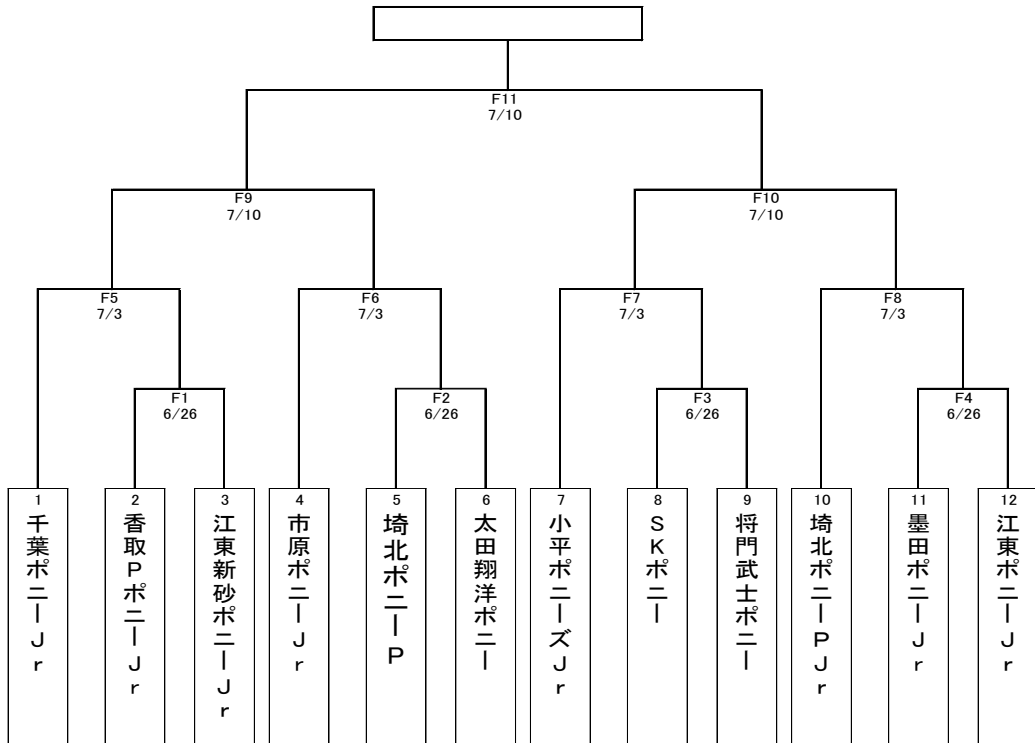 F11
7/10
F9
7/10
F10
7/10
F5
7/3
F6
7/3
F7
7/3
F8
7/3
F1
6/26
F2
6/26
F3
6/26
F4
6/26
1
千葉ポニーJr
2
香取PポニーJr
3
江東新砂ポニーJr
4
市原ポニーJr
5
埼北ポニーP
6
太田翔洋ポニー
7
小平ポニーズJr
8
SKポニー
9
将門武士ポニー
10
埼北ポニーPJr
11
墨田ポニーJr
12
江東ポニーJr